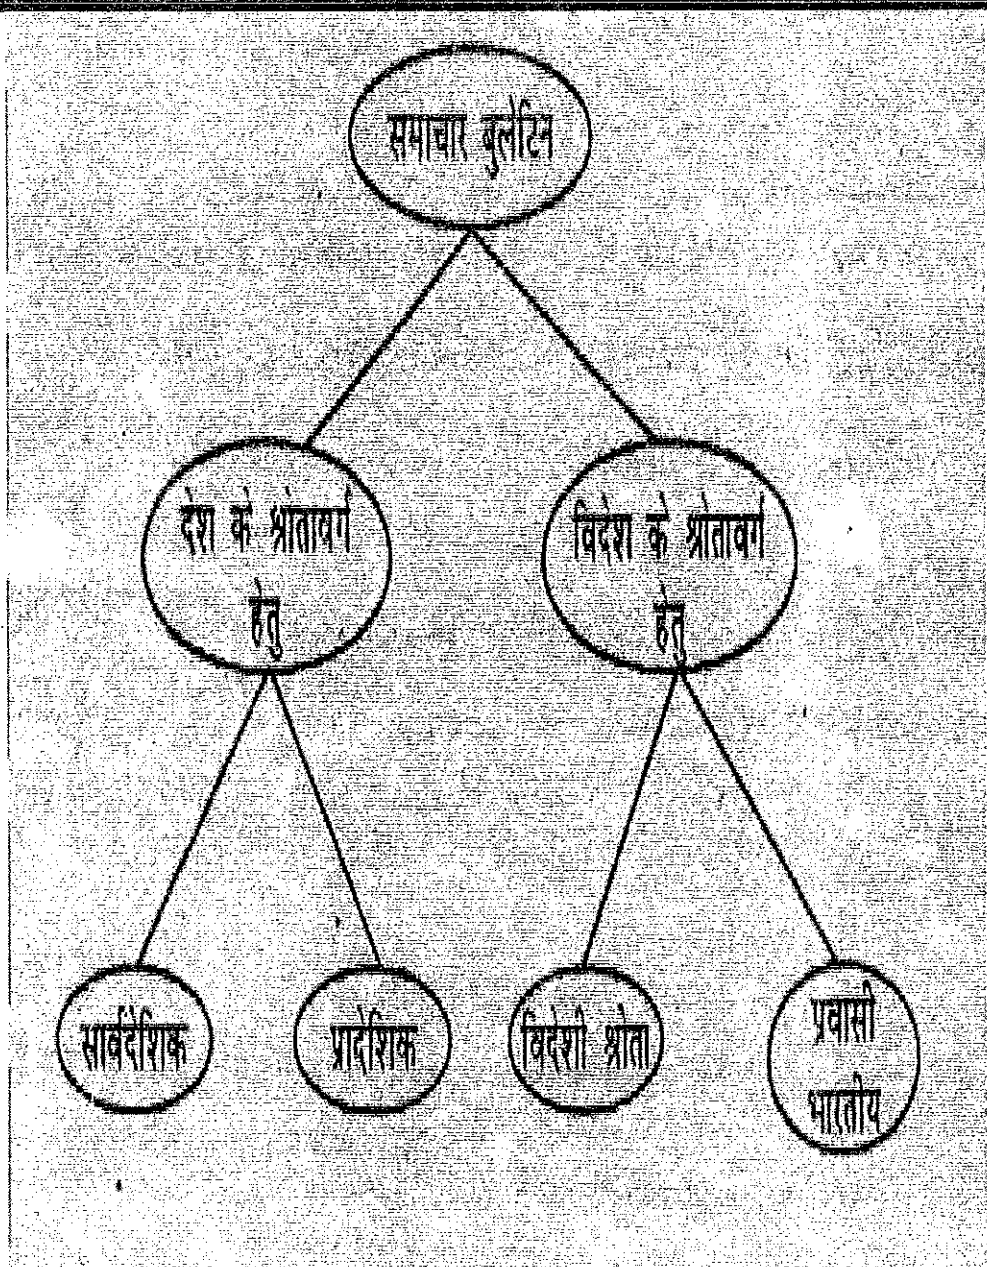 समाचार बुलेटिन
देश के श्रोतावर्ग
हेतु
विदेश के श्रोतावर्ग
हेतु
सार्वदेशिक
प्रादेशिक
विदेशी श्रोता
प्रवासी
भारतीय